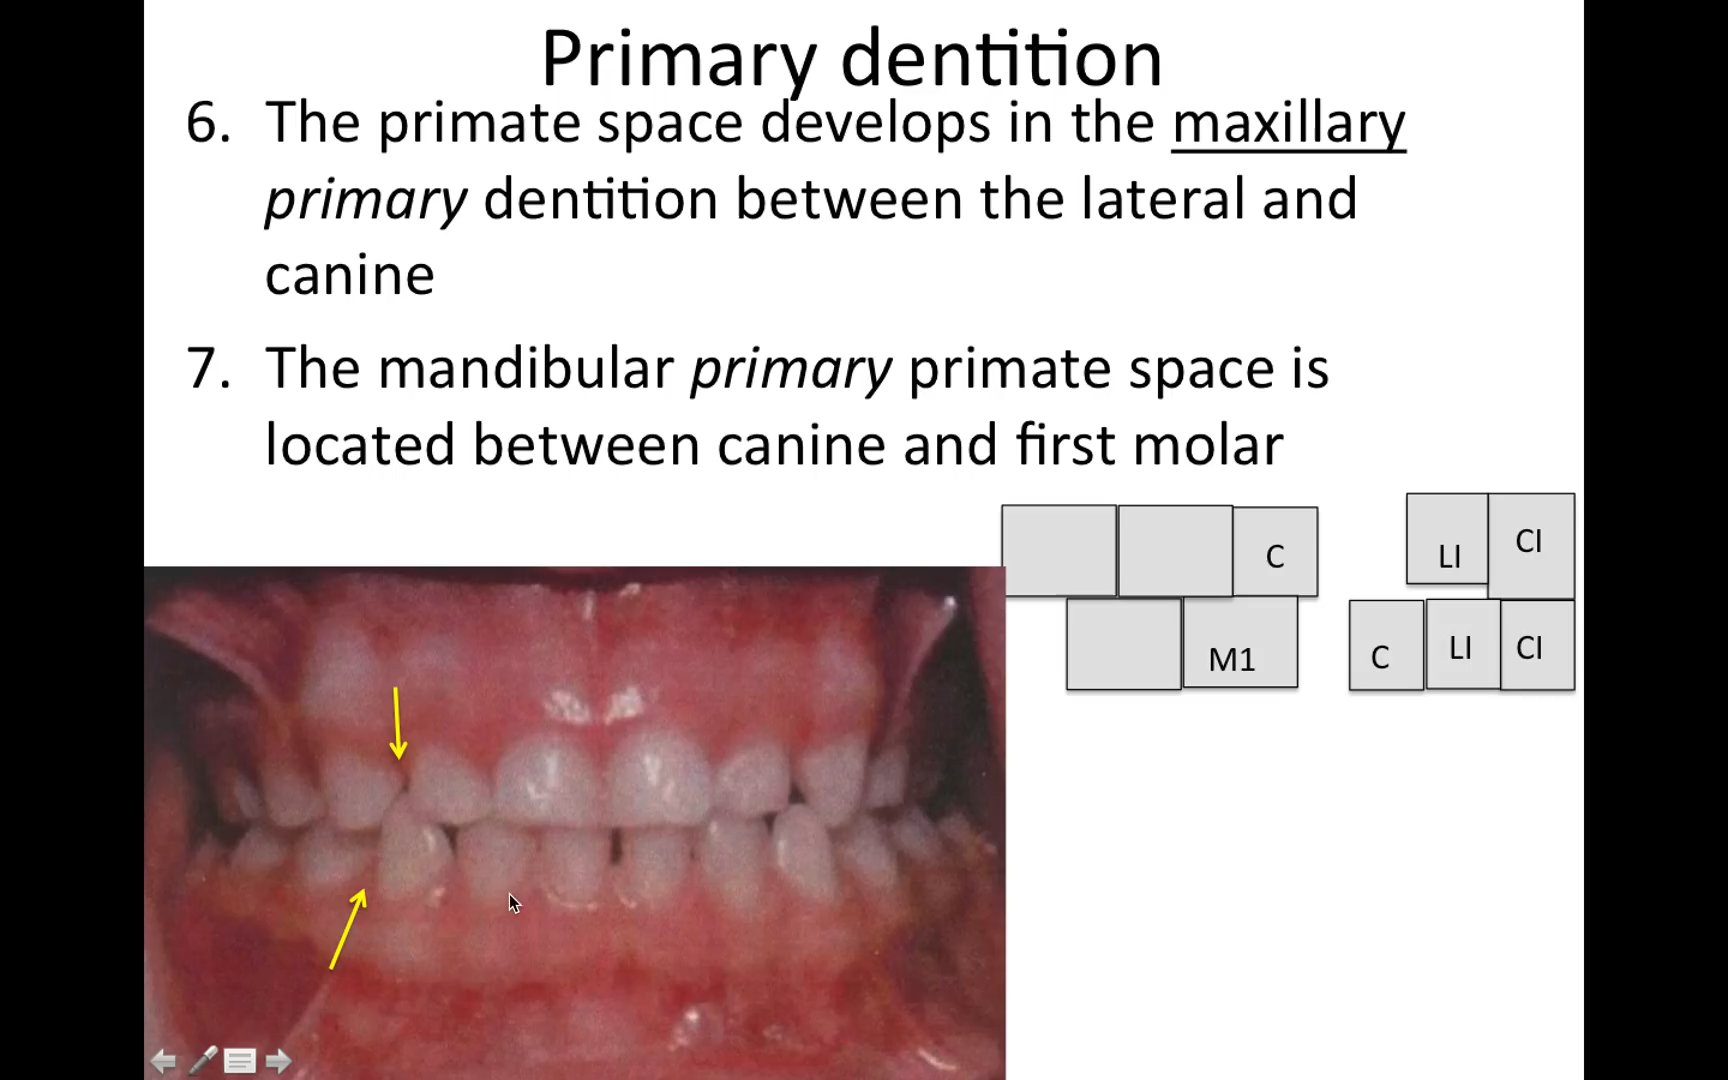 Primary dentition
6. The primate space develops in the maxillary
primary dentition between the lateral and
canine
7. The mandibular primary primate space is
located between canine and first molar
C LI CI
M1 C LI CI